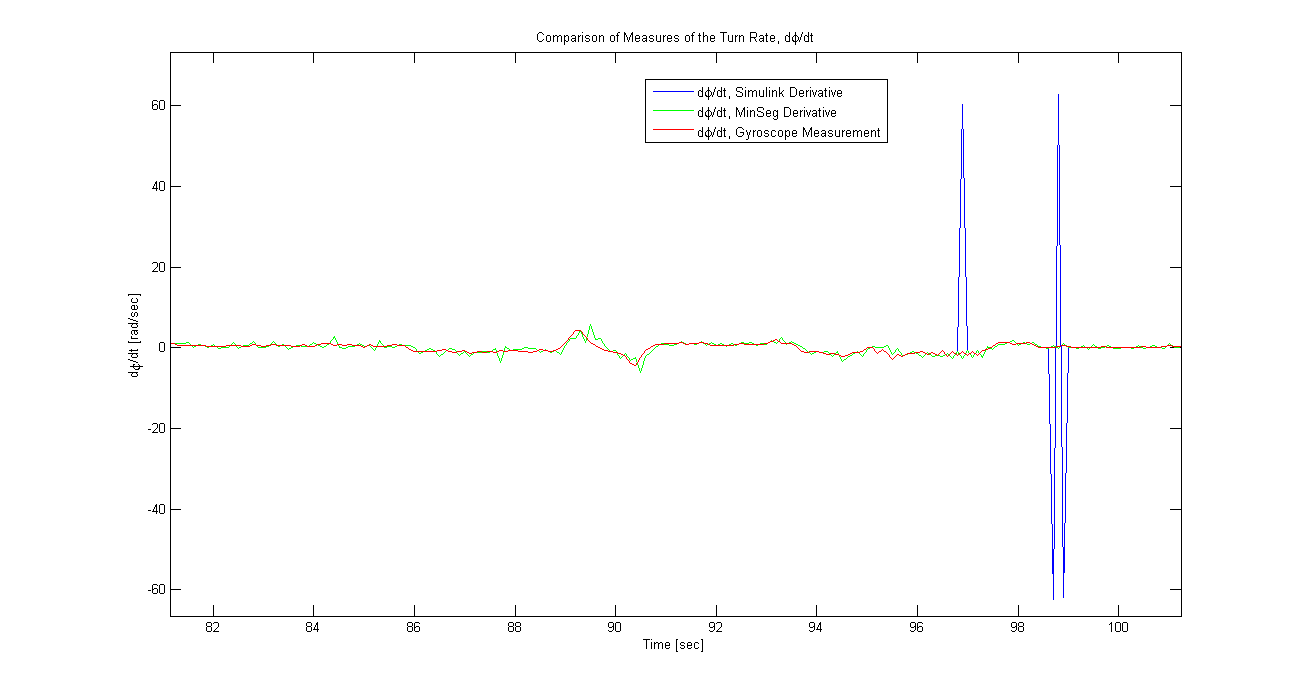 Comparison of Measures of the Turn Rate, dϕ/dt
dϕ/dt, Simulink Derivative
dϕ/dt, MinSeg Derivative
dϕ/dt, Gyroscope Measurement
dϕ/dt [rad/sec]
60
40
20
0
-20
-40
-60
82 84 86 88 90 92 94 96 98 100
Time [sec]